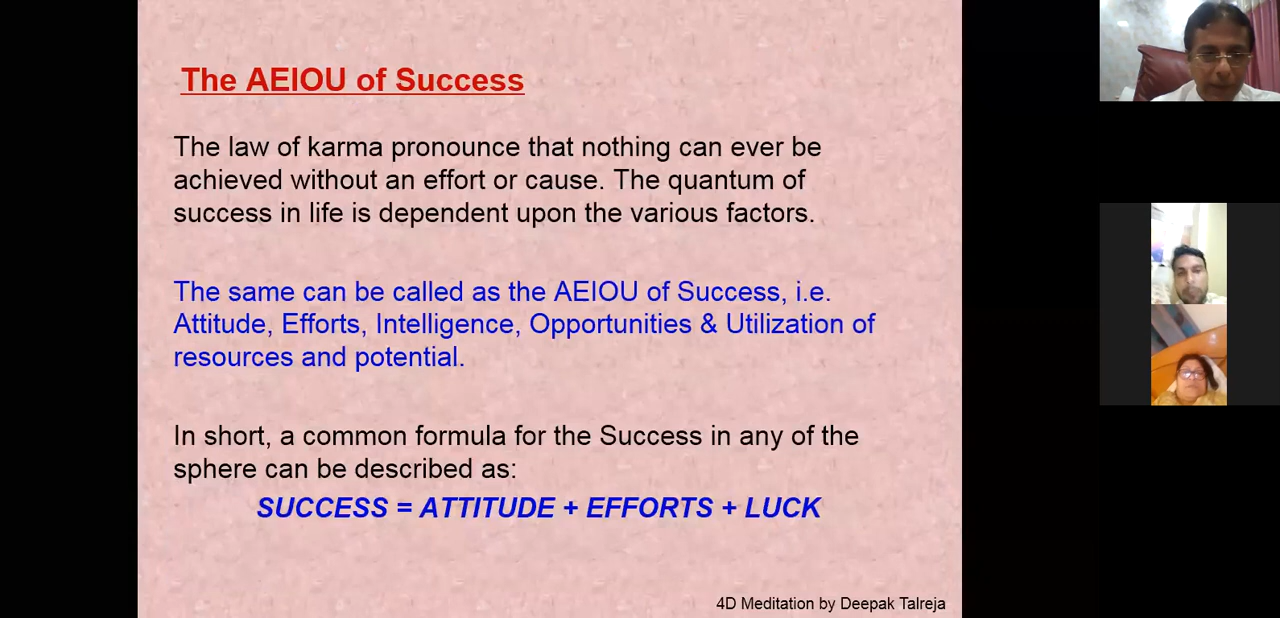 The AEIOU of Success
The law of karma pronounce that nothing can ever be
achieved without an effort or cause. The quantum of
success in life is dependent upon the various factors.
The same can be called as the AEIOU of Success, i.e.
Attitude, Efforts, Intelligence, Opportunities & Utilization of
resources and potential.
In short, a common formula for the Success in any of the
sphere can be described as:
SUCCESS = ATTITUDE + EFFORTS + LUCK
4D Meditation by Deepak Talreja